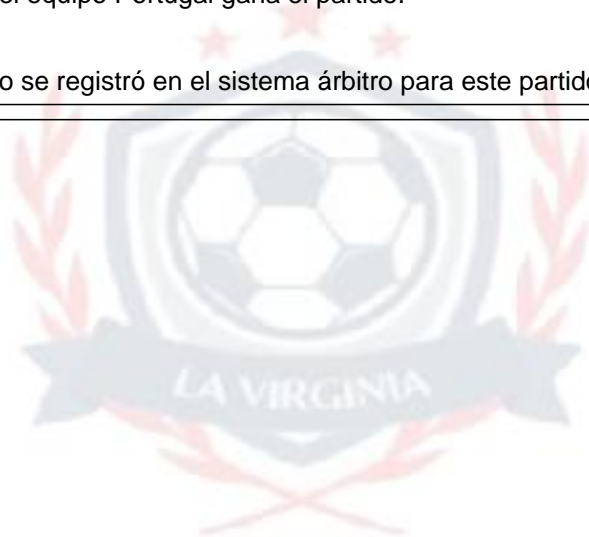 el equipo Portugal gana el partido.
o se registró en el sistema árbitro para este partido
LA VIRGINIA